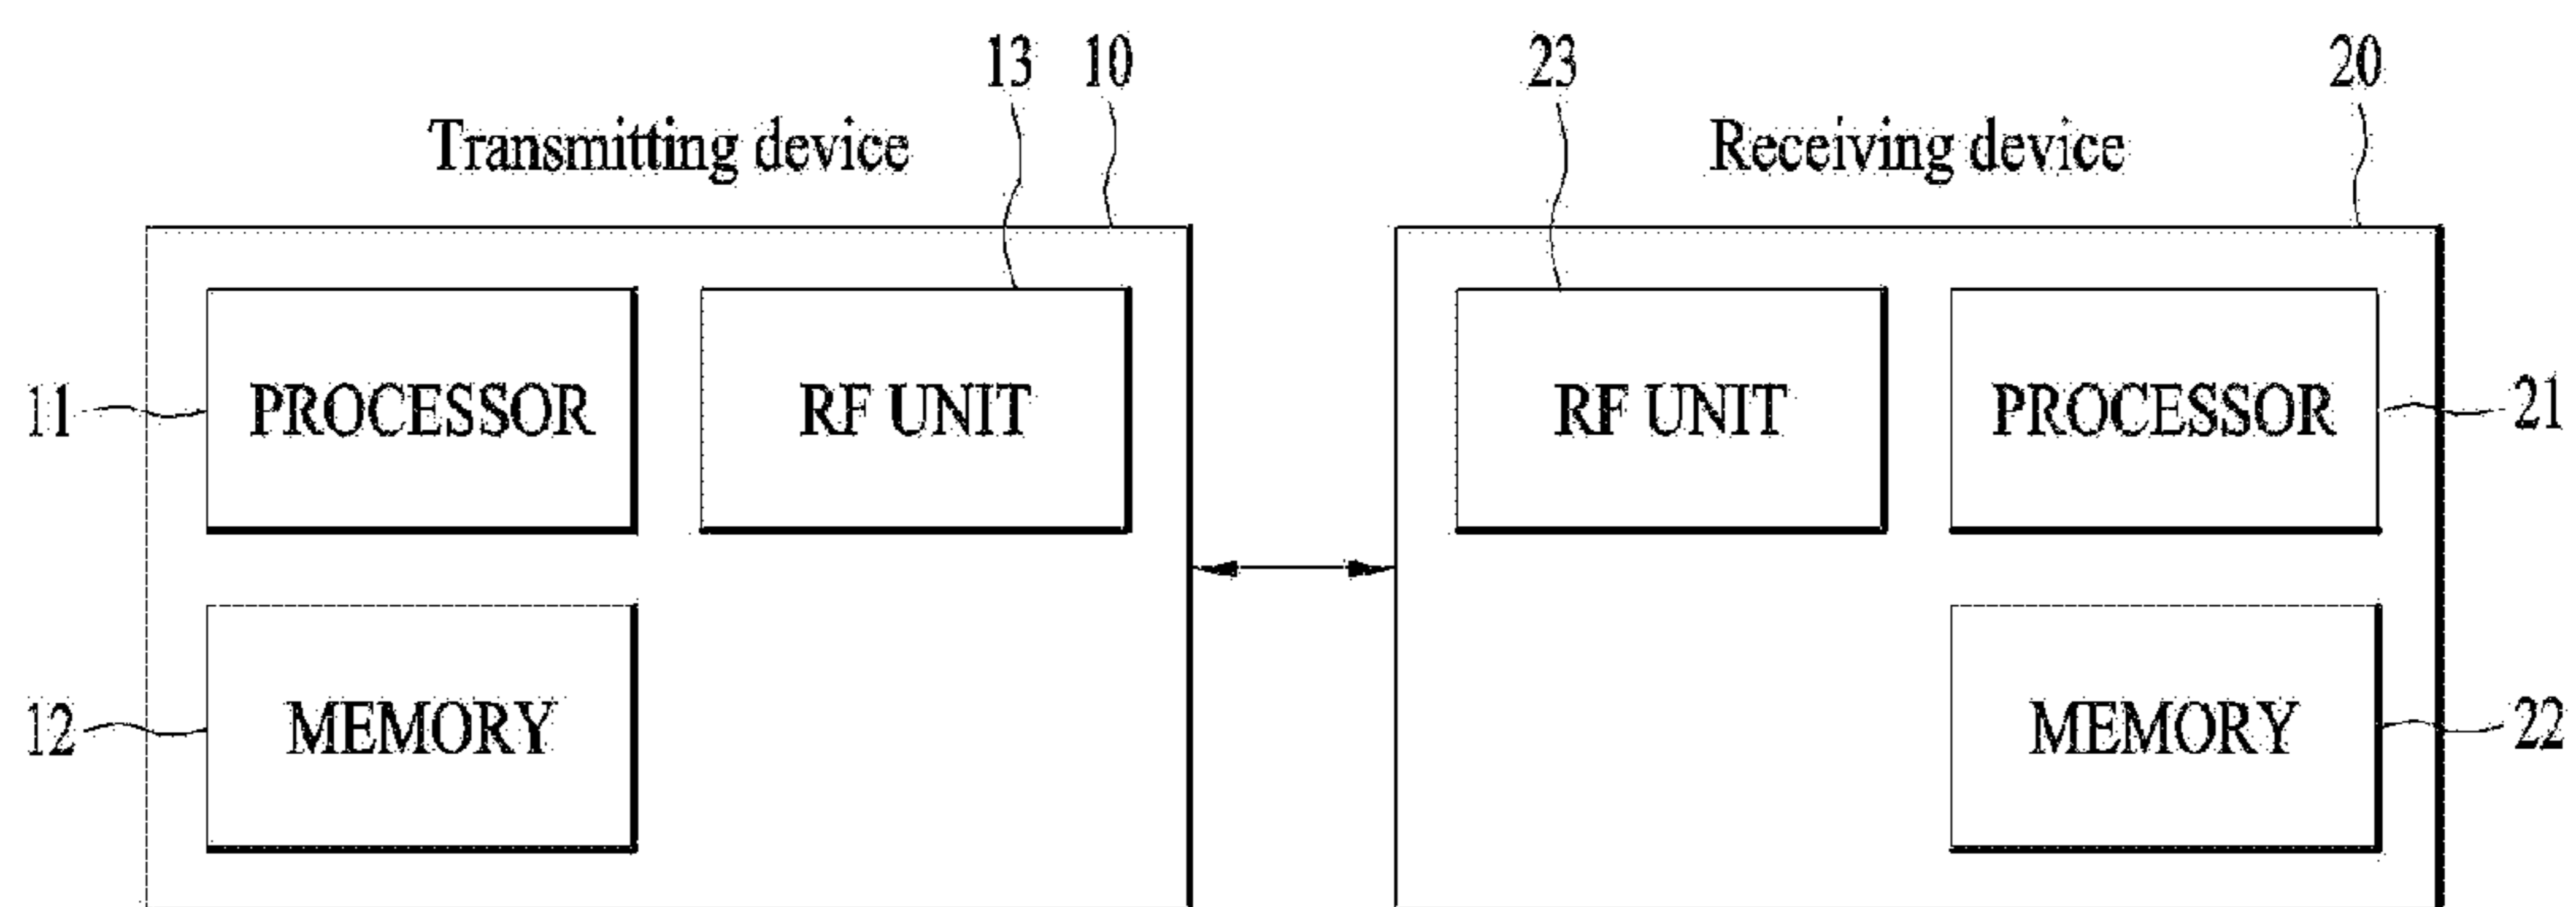 13 10 23 20
Transmitting device Receiving device
11 PROCESSOR RF UNIT RF UNIT PROCESSOR 21
12 MEMORY MEMORY 22